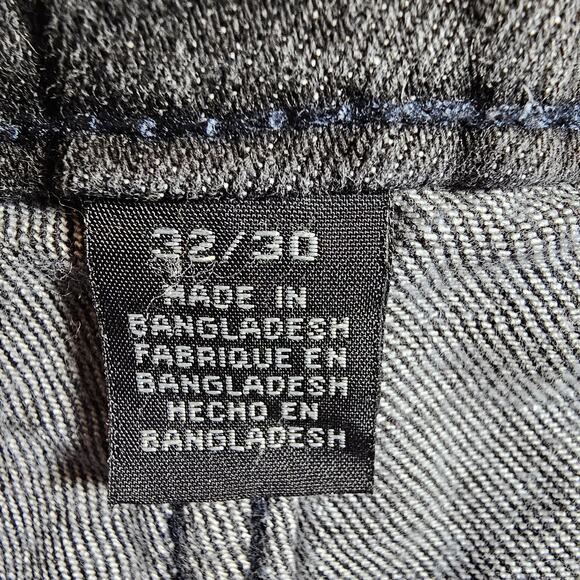 32/30
MADE IN
BANGLADESH
FABRIQUE EN
BANGLADESH
HECHO EN
BANGLADESH